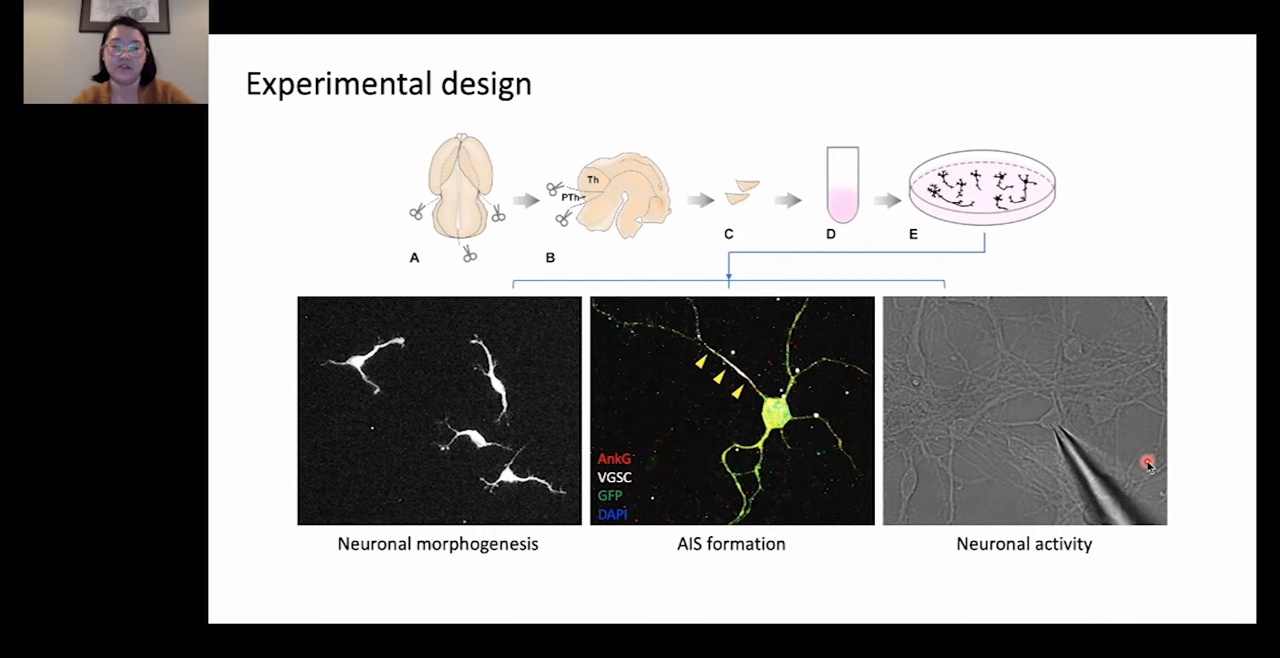 Experimental design
Th
PTh
A
B
C
D
E
AnkG
VGSC
GFP
DAPI
Neuronal morphogenesis
AIS formation
Neuronal activity